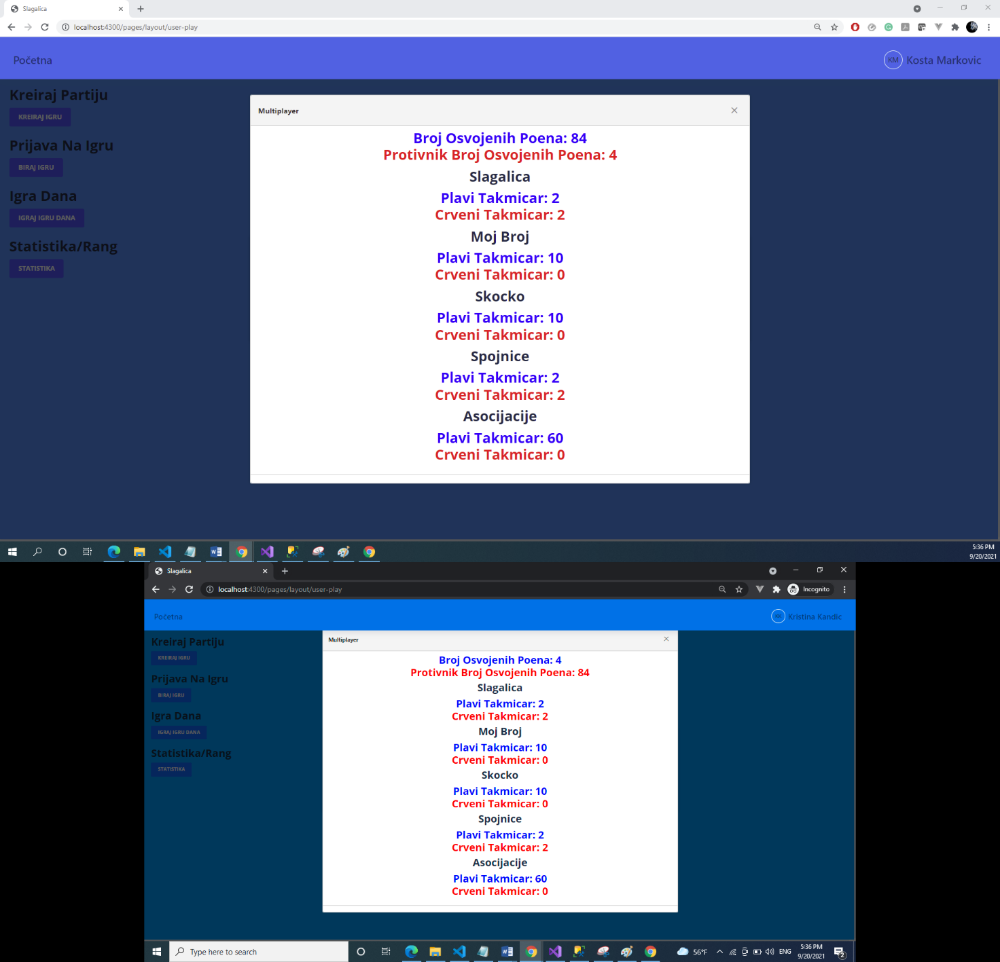 Slagalica
localhost:4300/pages/layout/user-play
Početna
KM Kosta Markovic
Kreiraj Partiju
KREIRAJ IGRU
Prijava Na Igru
BIRAJ IGRU
Igra Dana
IGRAJ IGRU DANA
Statistika/Rang
STATISTIKA
Multiplayer
Broj Osvojenih Poena: 84
Protivnik Broj Osvojenih Poena: 4
Slagalica
Plavi Takmicar: 2
Crveni Takmicar: 2
Moj Broj
Plavi Takmicar: 10
Crveni Takmicar: 0
Skocko
Plavi Takmicar: 10
Crveni Takmicar: 0
Spojnice
Plavi Takmicar: 2
Crveni Takmicar: 2
Asocijacije
Plavi Takmicar: 60
Crveni Takmicar: 0
5:36 PM
9/20/2021
Slagalica
localhost:4300/pages/layout/user-play
Incognito
Početna
KK Kristina Kandic
Kreiraj Partiju
KREIRAJ IGRU
Prijava Na Igru
BIRAJ IGRU
Igra Dana
IGRAJ IGRU DANA
Statistika/Rang
STATISTIKA
Multiplayer
Broj Osvojenih Poena: 4
Protivnik Broj Osvojenih Poena: 84
Slagalica
Plavi Takmicar: 2
Crveni Takmicar: 2
Moj Broj
Plavi Takmicar: 10
Crveni Takmicar: 0
Skocko
Plavi Takmicar: 10
Crveni Takmicar: 0
Spojnice
Plavi Takmicar: 2
Crveni Takmicar: 2
Asocijacije
Plavi Takmicar: 60
Crveni Takmicar: 0
Type here to search
56°F
ENG
5:36 PM
9/20/2021
2